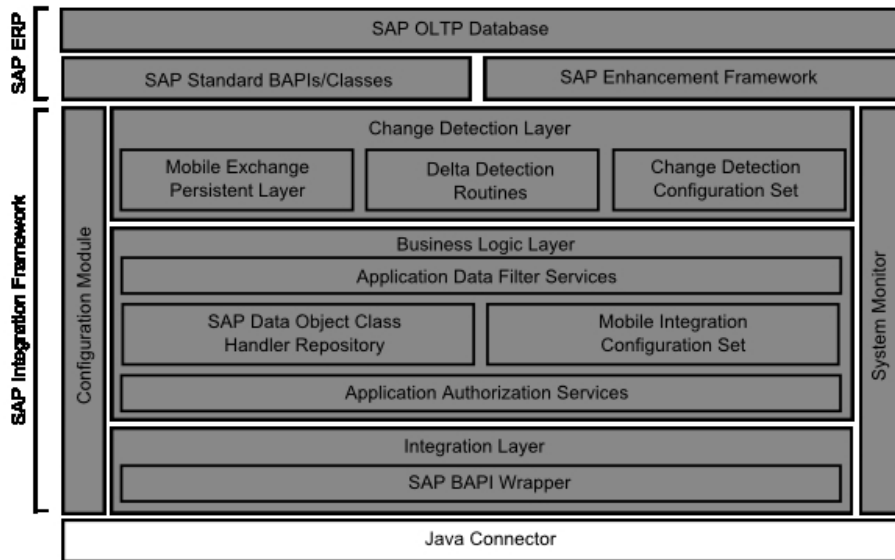 SAP ERP
SAP OLTP Database
SAP Standard BAPIs/Classes
SAP Enhancement Framework
SAP Integration Framework
Configuration Module
Change Detection Layer
Mobile Exchange
Persistent Layer
Delta Detection
Routines
Change Detection
Configuration Set
Business Logic Layer
Application Data Filter Services
SAP Data Object Class
Handler Repository
Mobile Integration
Configuration Set
Application Authorization Services
Integration Layer
SAP BAPI Wrapper
System Monitor
Java Connector